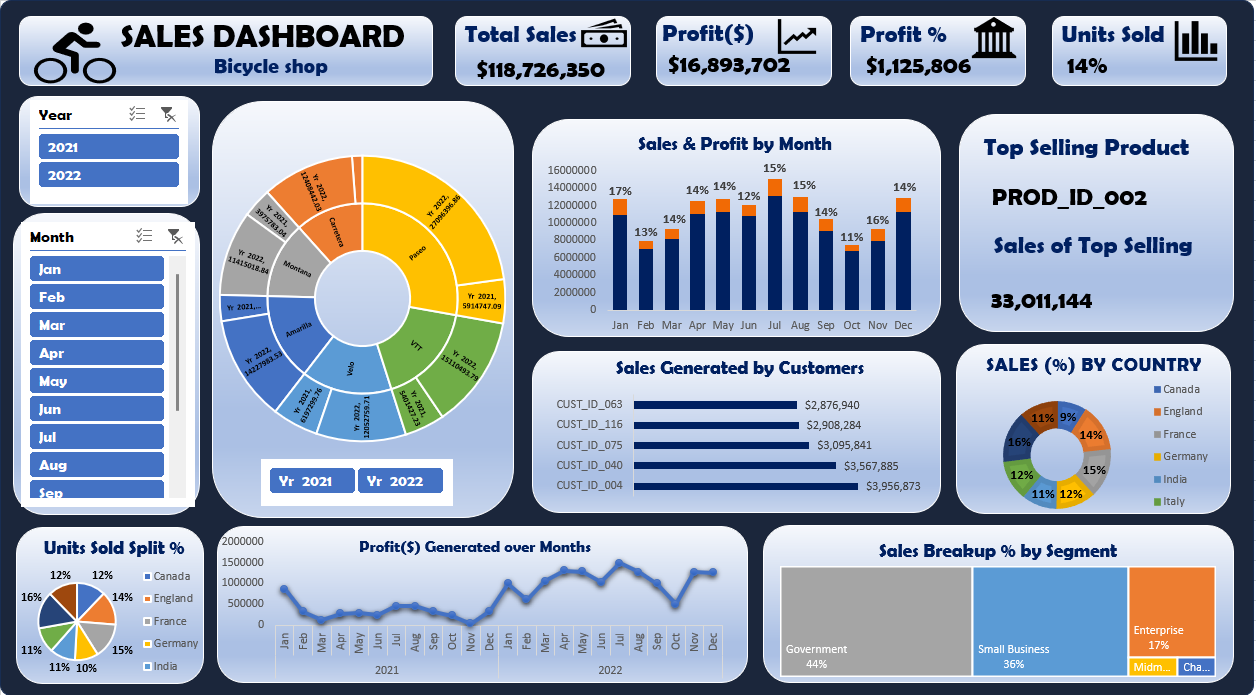 SALES DASHBOARD
Bicycle shop
Total Sales
$118,726,350
Profit($)
$16,893,702
Profit %
$1,125,806
Units Sold
14%
Year
2021
2022
Month
Jan
Feb
Mar
Apr
May
Jun
Jul
Aug
Sep
Paseo
Yr 2022, 27096396.86
Yr 2021, 5914747.09
VTT
Yr 2022, 15110493.79
Yr 2021, 5401427.23
Velo
Yr 2022, 12052759.71
Yr 2021, 6197299.76
Amarilla
Yr 2022, 14227983.53
Yr 2021,...
Montana
Yr 2022, 11415018.84
Yr 2021, 3975783.04
Carretera
Yr 2022, 12408442.03
Yr 2021
Yr 2022
Sales & Profit by Month
16000000
14000000
12000000
10000000
8000000
6000000
4000000
2000000
0
17% 13% 14% 14% 14% 12% 15% 15% 14% 11% 16% 14%
Jan Feb Mar Apr May Jun Jul Aug Sep Oct Nov Dec
Top Selling Product
PROD_ID_002
Sales of Top Selling
33,011,144
Sales Generated by Customers
CUST_ID_063 $2,876,940
CUST_ID_116 $2,908,284
CUST_ID_075 $3,095,841
CUST_ID_040 $3,567,885
CUST_ID_004 $3,956,873
SALES (%) BY COUNTRY
9%
14%
15%
12%
11%
12%
16%
11%
Canada
England
France
Germany
India
Italy
Units Sold Split %
12%
14%
15%
10%
11%
11%
16%
12%
Canada
England
France
Germany
India
Profit($) Generated over Months
2000000
1500000
1000000
500000
0
Jan Feb Mar Apr May Jun Jul Aug Sep Oct Nov Dec Jan Feb Mar Apr May Jun Jul Aug Sep Oct Nov Dec
2021 2022
Sales Breakup % by Segment
Government
44%
Small Business
36%
Enterprise
17%
Midm...
Cha...